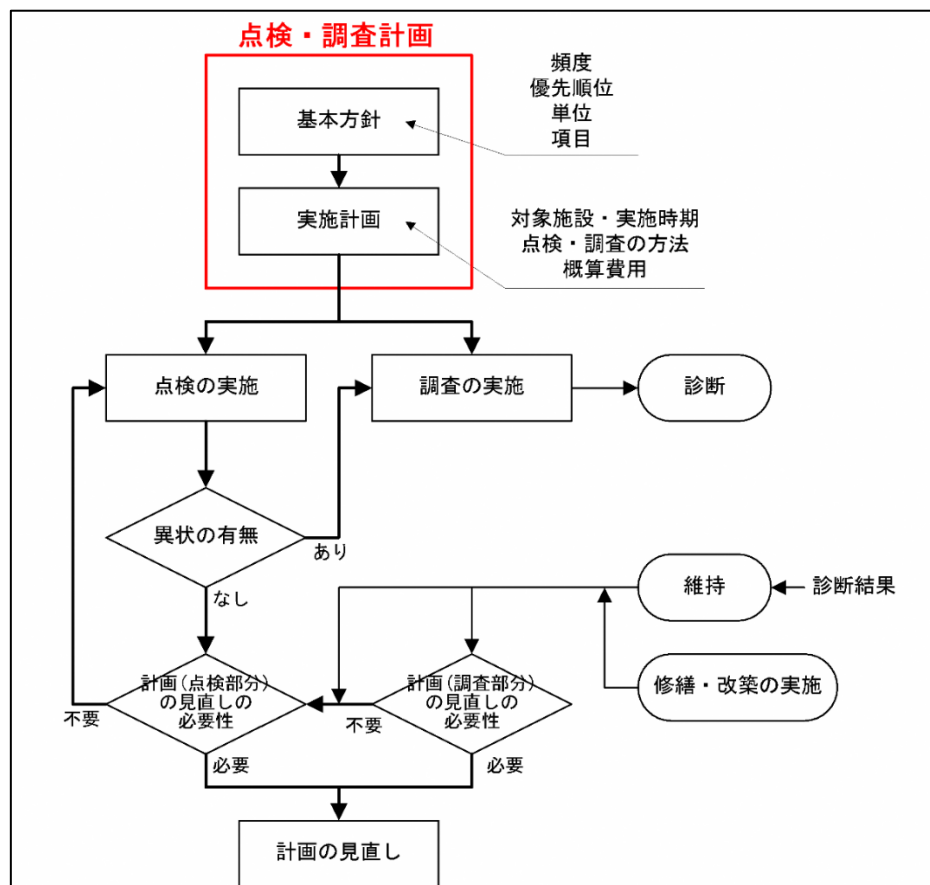 点検・調査計画
頻度
優先順位
単位
項目
基本方針
実施計画
対象施設・実施時期
点検・調査の方法
概算費用
点検の実施
調査の実施
診断
異状の有無
あり
なし
維持
診断結果
修繕・改築の実施
計画(点検部分)
の見直しの
必要性
計画(調査部分)
の見直しの
必要性
不要
不要
必要
必要
計画の見直し